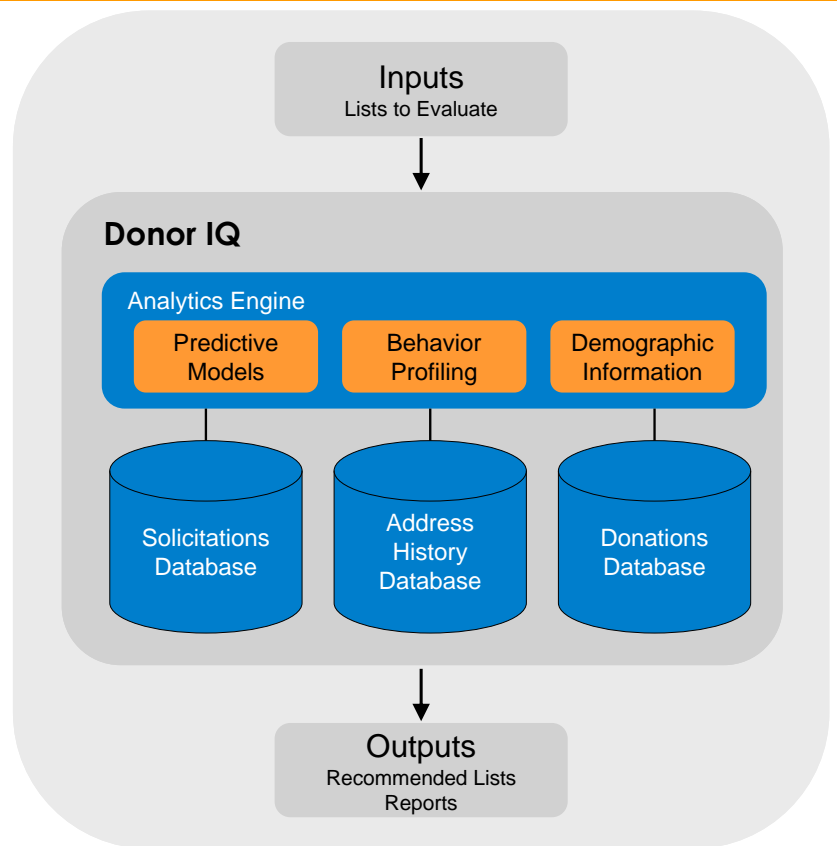 Inputs
Lists to Evaluate
Donor IQ
Analytics Engine
Predictive
Models
Behavior
Profiling
Demographic
Information
Solicitations
Database
Address
History
Database
Donations
Database
Outputs
Recommended Lists
Reports